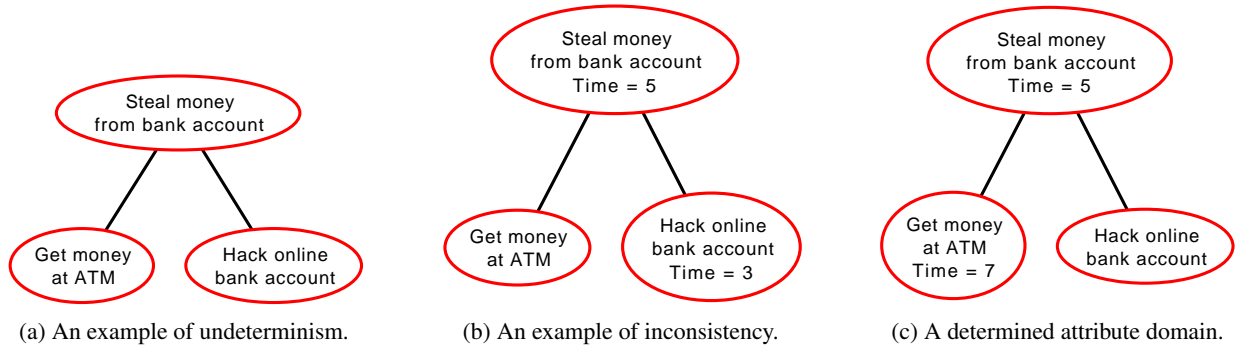 Steal money
from bank account
Get money
at ATM
Hack online
bank account
(a) An example of undeterminism.
Steal money
from bank account
Time = 5
Get money
at ATM
Hack online
bank account
Time = 3
(b) An example of inconsistency.
Steal money
from bank account
Time = 5
Get money
at ATM
Time = 7
Hack online
bank account
(c) A determined attribute domain.